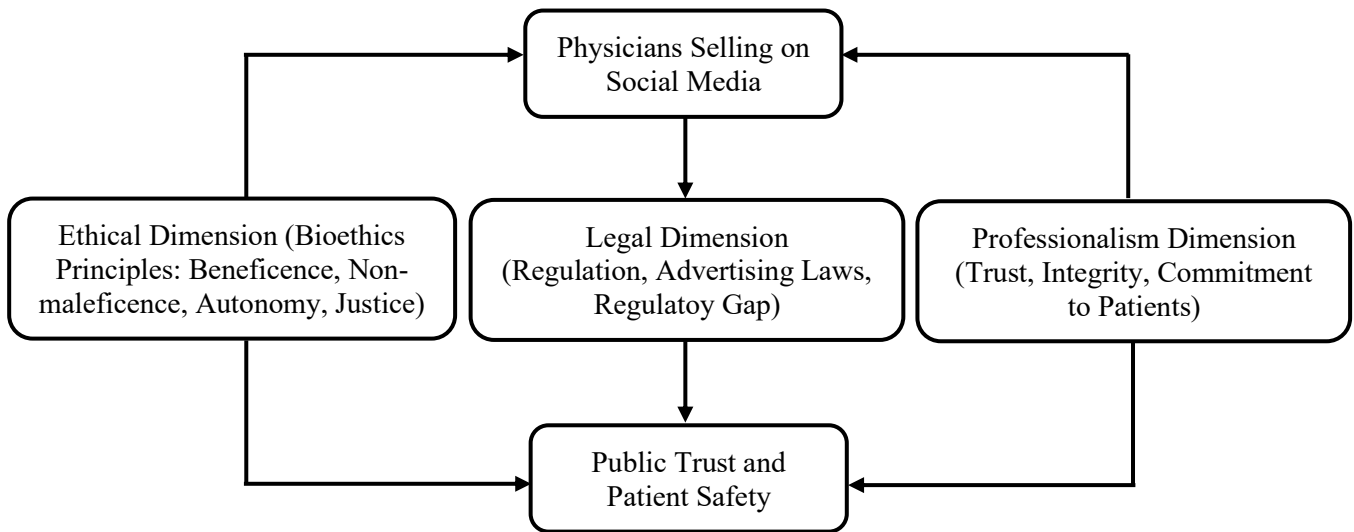 Physicians Selling on
Social Media
Ethical Dimension (Bioethics
Principles: Beneficence, Non-
maleficence, Autonomy, Justice)
Legal Dimension
(Regulation, Advertising Laws,
Regulatoy Gap)
Professionalism Dimension
(Trust, Integrity, Commitment
to Patients)
Public Trust and
Patient Safety